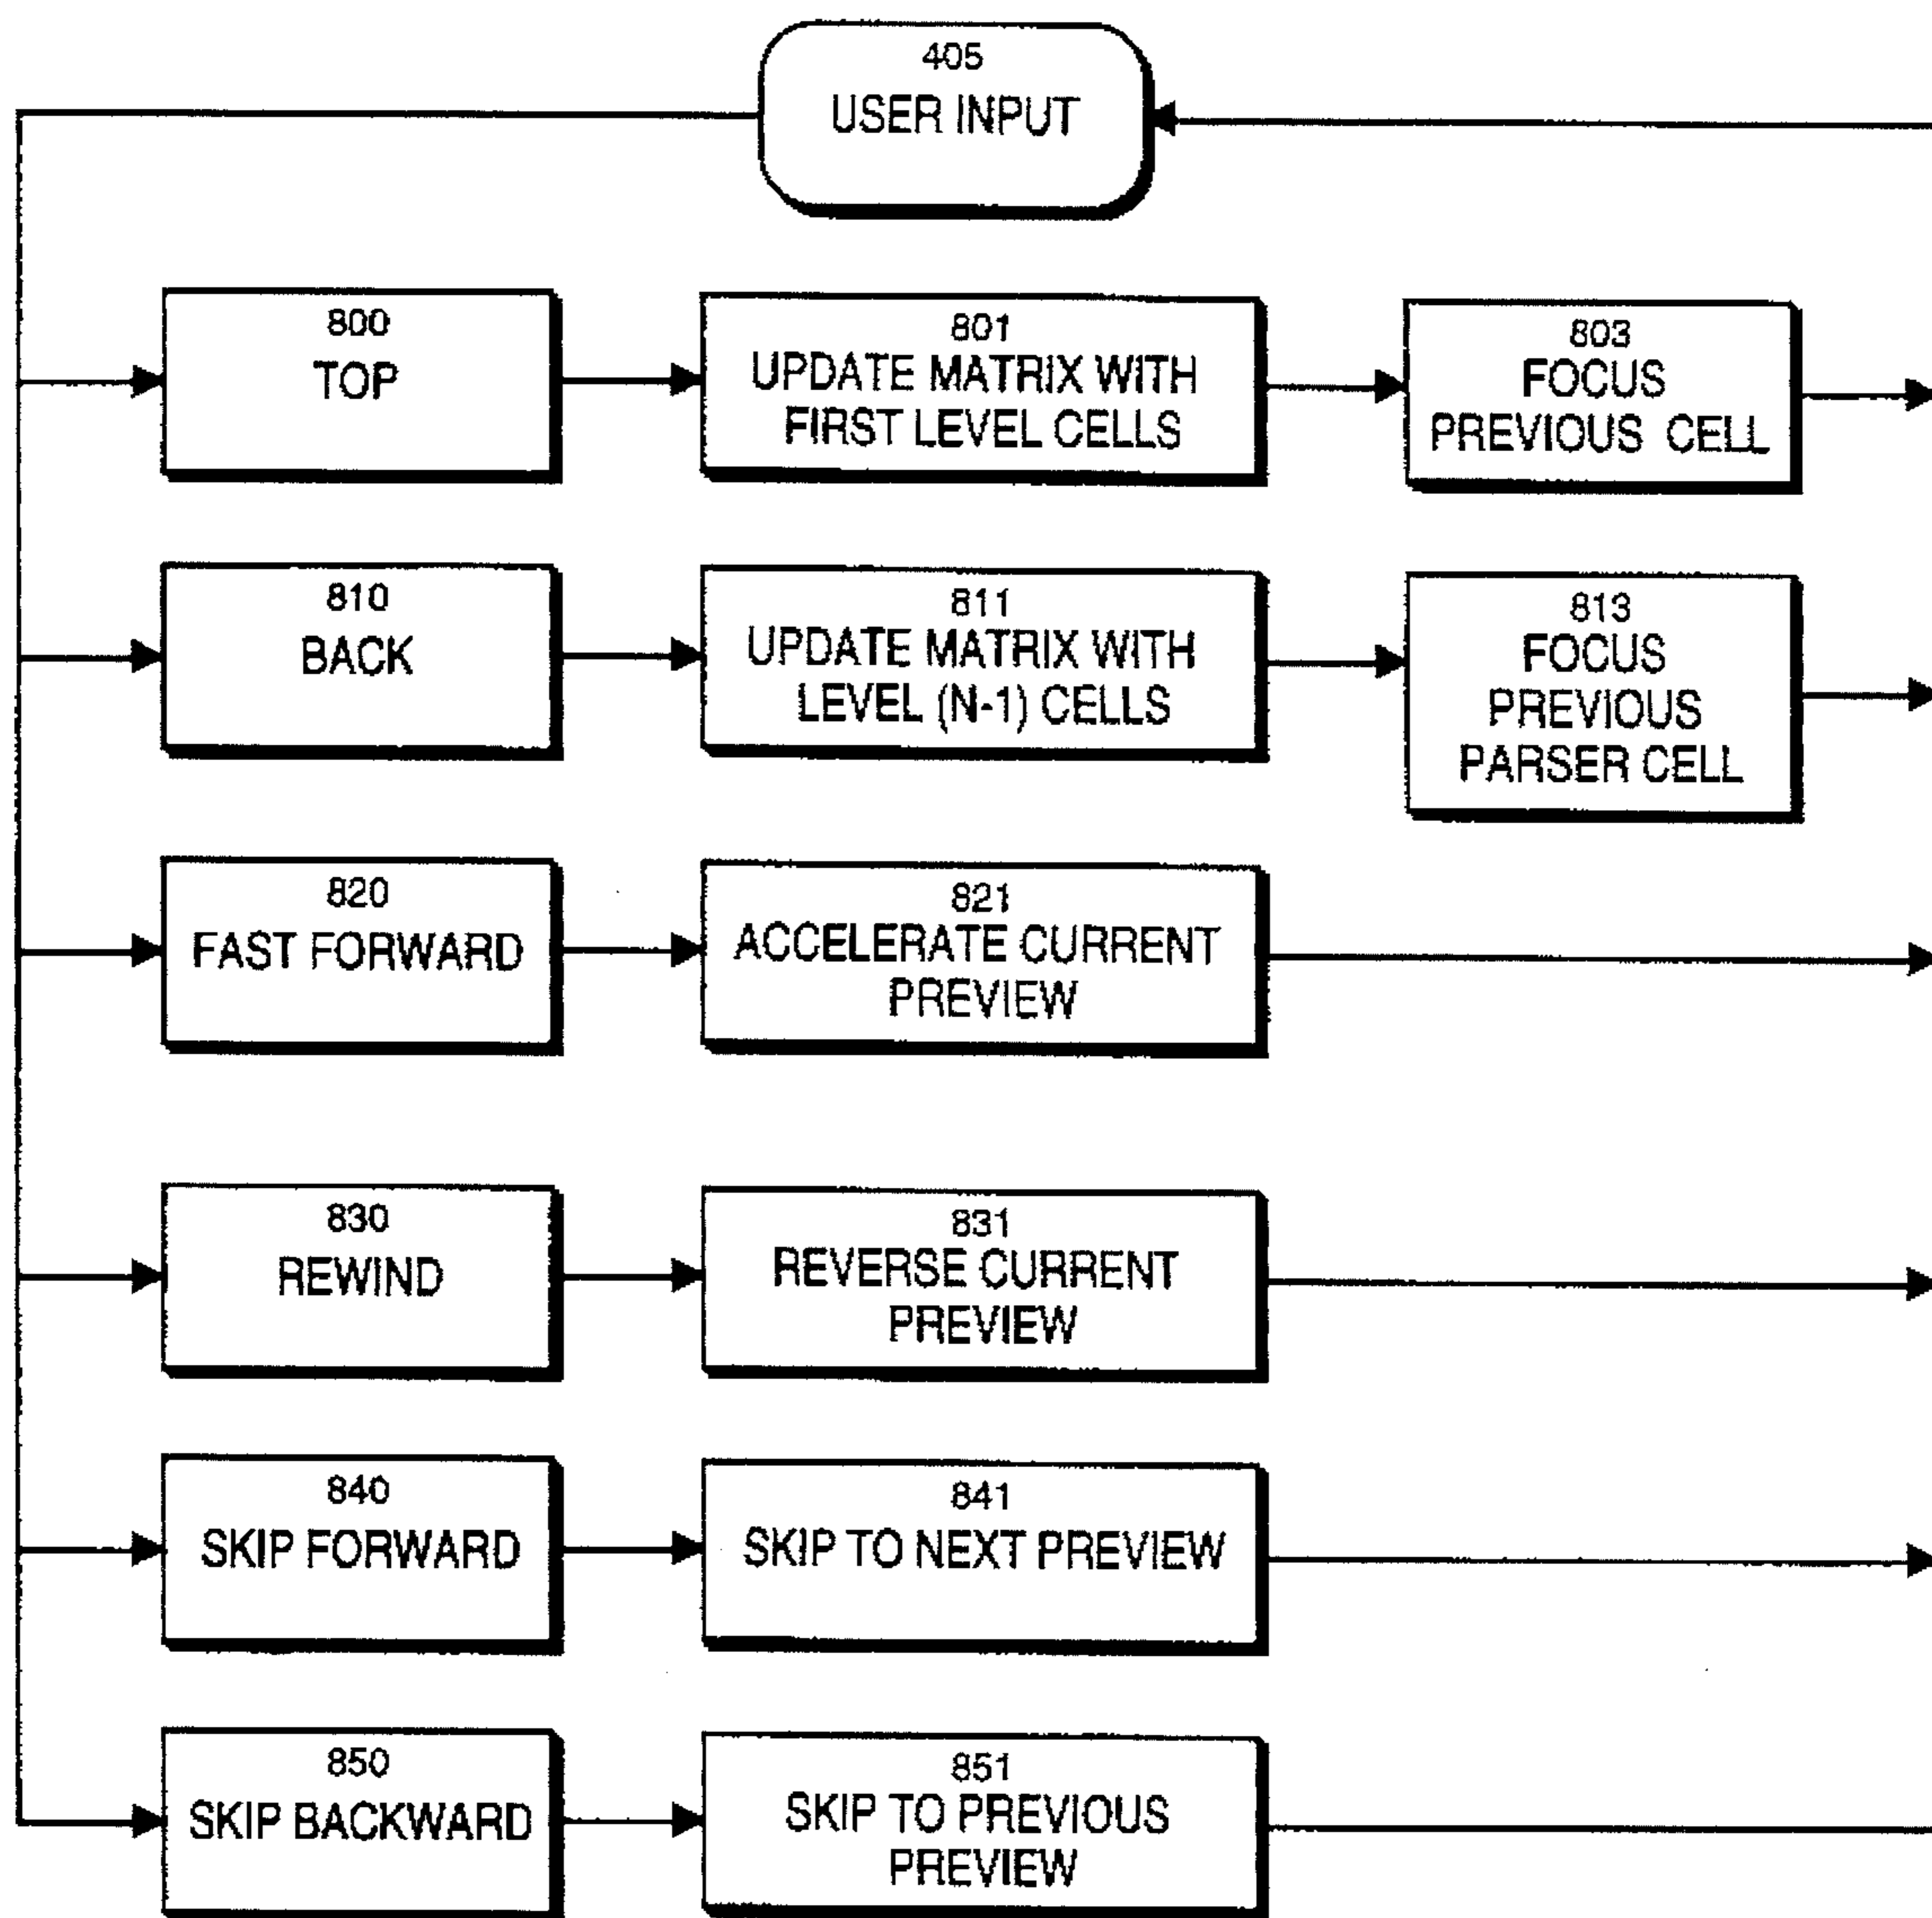 405
USER INPUT
800
TOP
801
UPDATE MATRIX WITH
FIRST LEVEL CELLS
803
FOCUS
PREVIOUS CELL
810
BACK
811
UPDATE MATRIX WITH
LEVEL (N-1) CELLS
813
FOCUS
PREVIOUS
PARSER CELL
820
FAST FORWARD
821
ACCELERATE CURRENT
PREVIEW
830
REWIND
831
REVERSE CURRENT
PREVIEW
840
SKIP FORWARD
841
SKIP TO NEXT PREVIEW
850
SKIP BACKWARD
851
SKIP TO PREVIOUS
PREVIEW